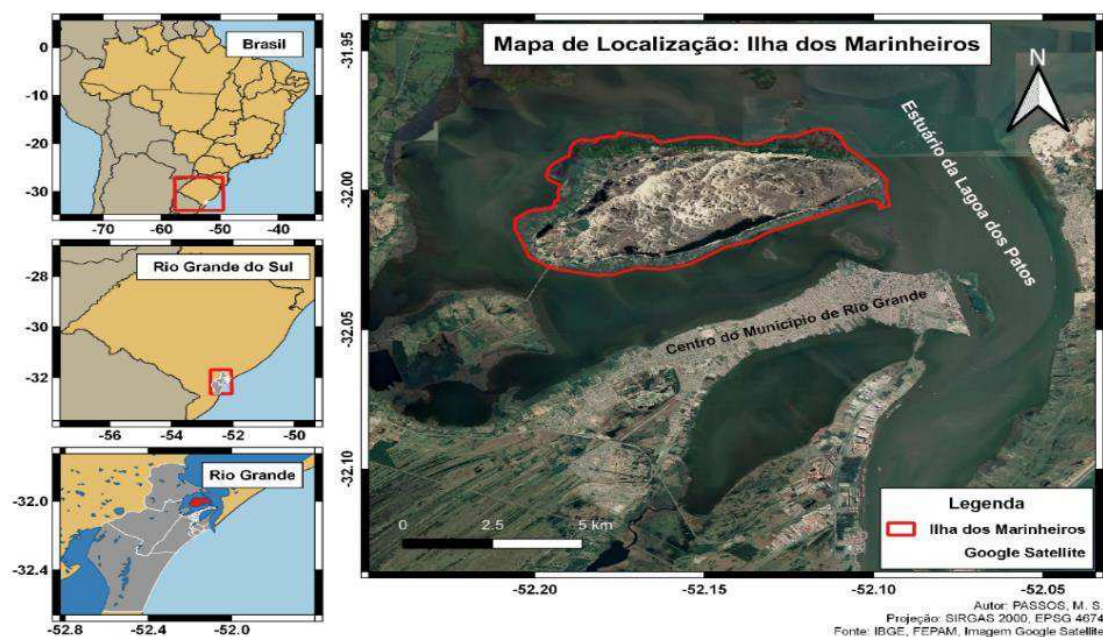 Brasil
0
-10
-20
-30
-70 -60 -50 -40
Rio Grande do Sul
-28
-30
-32
-56 -54 -52 -50
Rio Grande
-32.0
-32.4
-52.8 -52.4 -52.0
Mapa de Localização: Ilha dos Marinheiros
N
Estuário da Lagoa dos Patos
Centro do Município de Rio Grande
-31.95
-32.00
-32.05
-32.10
0 2.5 5 km
Legenda
Ilha dos Marinheiros
Google Satellite
-52.20 -52.15 -52.10 -52.05
Autor: PASSOS, M. S.
Projeção: SIRGAS 2000, EPSG 4674
Fonte: IBGE, FEPAM, Imagem Google Satellite